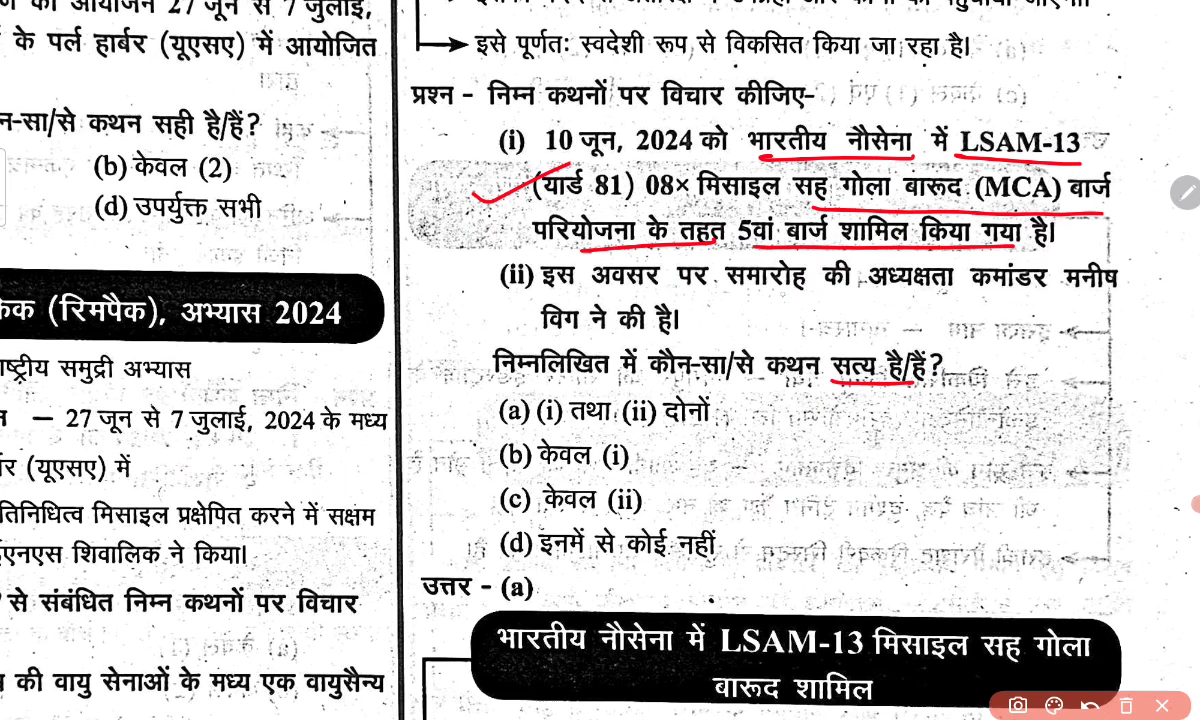 का आयोजन 27 जून से 7 जुलाई,
के पर्ल हार्बर (यूएसए) में आयोजित
न-सा/से कथन सही है/हैं?
(b) केवल (2)
(d) उपर्युक्त सभी
(रिमपैक), अभ्यास 2024
समुद्री अभ्यास
— 27 जून से 7 जुलाई, 2024 के मध्य
(यूएसए) में
मिसाइल प्रक्षेपित करने में सक्षम
शिवालिक ने किया।
से संबंधित निम्न कथनों पर विचार
की वायु सेनाओं के मध्य एक वायुसैन्य
इसे पूर्णतः स्वदेशी रूप से विकसित किया जा रहा है।
प्रश्न - निम्न कथनों पर विचार कीजिए-
(i) 10 जून, 2024 को भारतीय नौसेना में LSAM-13
(यार्ड 81) 08× मिसाइल सह गोला बारूद (MCA) बार्ज
परियोजना के तहत 5वां बार्ज शामिल किया गया है।
(ii) इस अवसर पर समारोह की अध्यक्षता कमांडर मनीष
विग ने की है।
निम्नलिखित में कौन-सा/से कथन सत्य है/हैं?
(a) (i) तथा (ii) दोनों
(b) केवल (i)
(c) केवल (ii)
(d) इनमें से कोई नहीं
उत्तर - (a)
भारतीय नौसेना में LSAM-13 मिसाइल सह गोला
बारूद शामिल